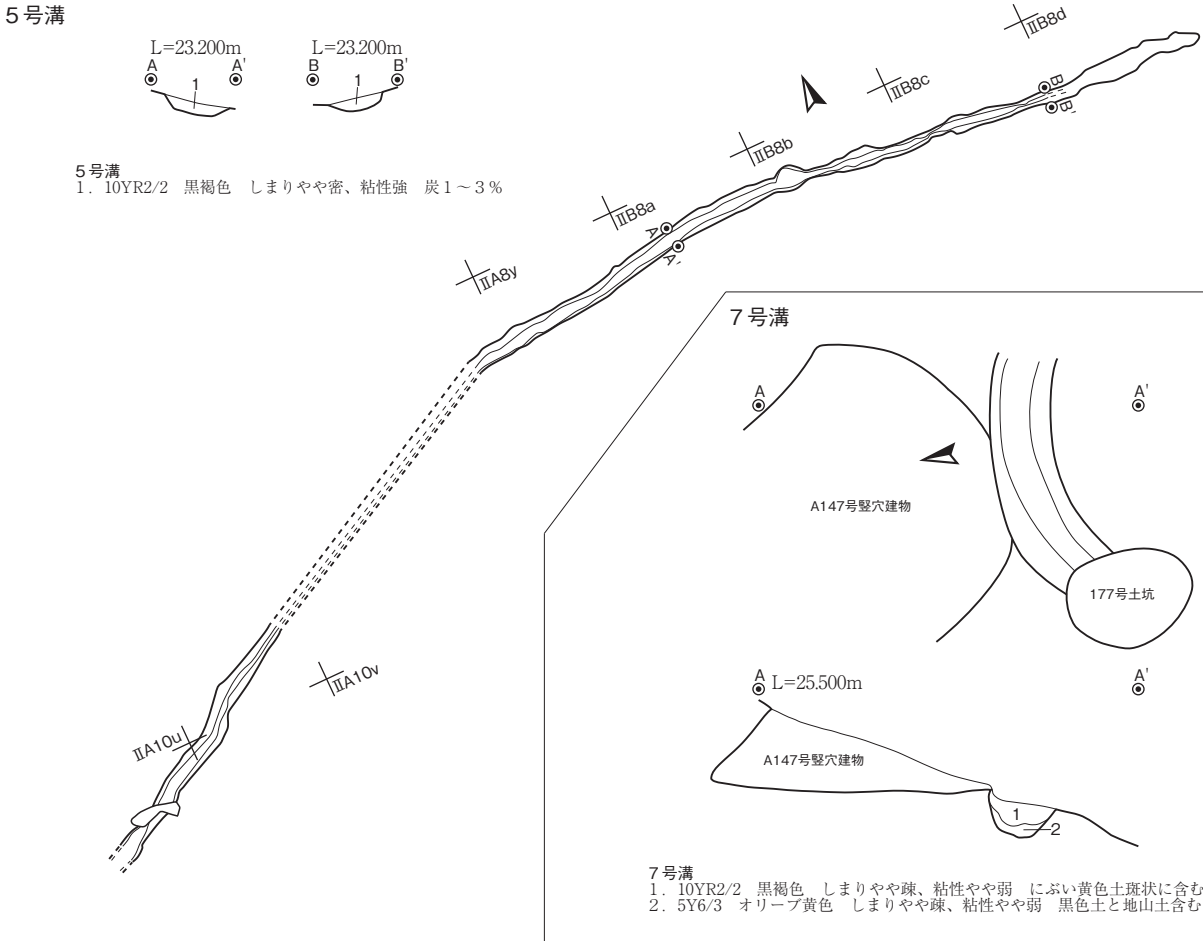 5号溝
L=23.200m
A A'
1
L=23.200m
B B'
1
5号溝
1. 10YR2/2 黒褐色 しまりやや密、粘性強 炭1～3％
ⅡB8d
ⅡB8c
ⅡB8b
ⅡB8a
ⅡA8y
B
B'
A
A'
ⅡA10v
ⅡA10u
7号溝
A A'
A147号竪穴建物
177号土坑
A L=25.500m A'
A147号竪穴建物
1
2
7号溝
1. 10YR2/2 黒褐色 しまりやや疎、粘性やや弱 にぶい黄色土斑状に含む
2. 5Y6/3 オリーブ黄色 しまりやや疎、粘性やや弱 黒色土と地山土含む